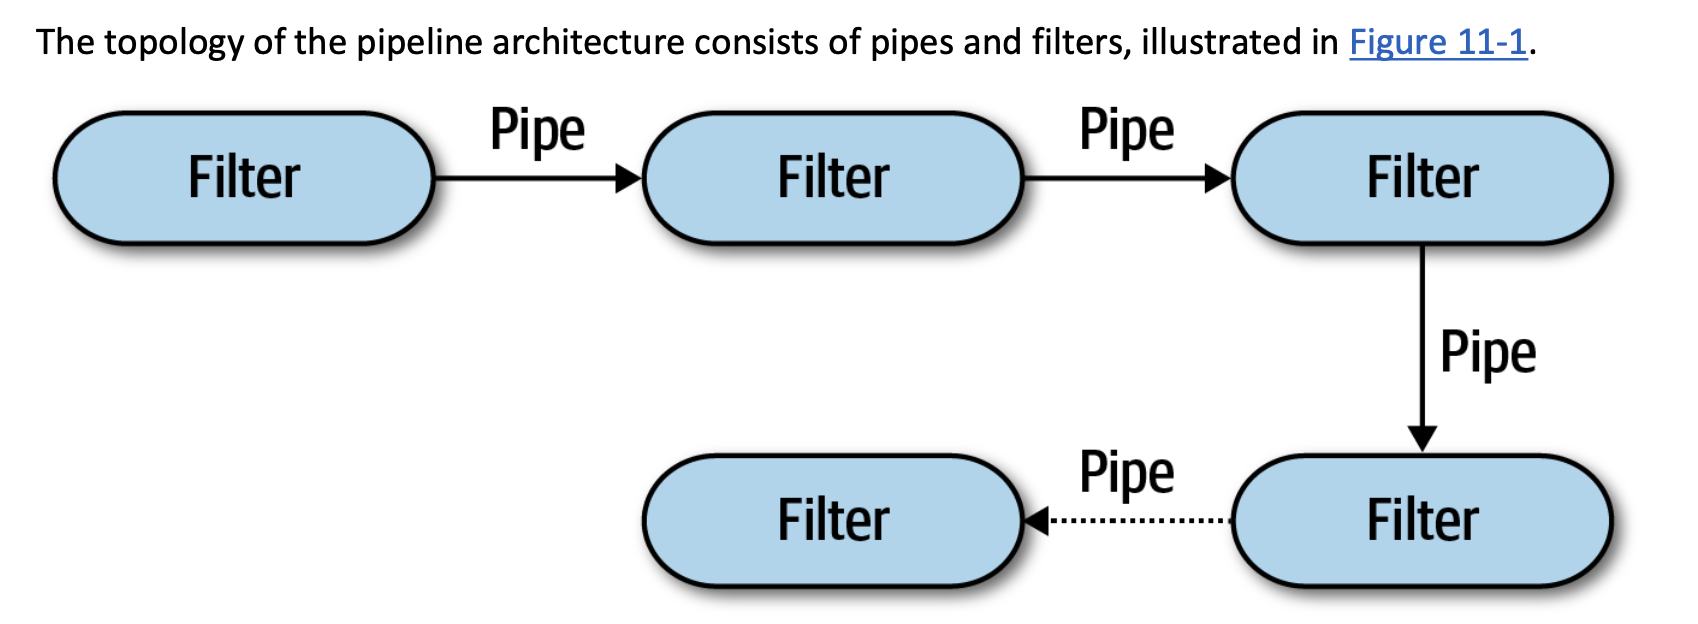 The topology of the pipeline architecture consists of pipes and filters, illustrated in Figure 11-1.
Pipe
Pipe
Filter
Filter
Filter
Pipe
Pipe
Filter
Filter